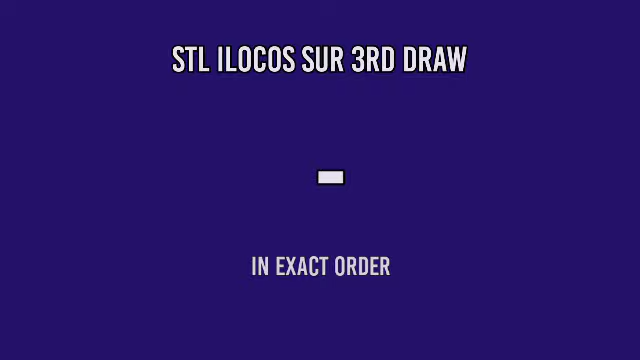 STL ILOCOS SUR 3RD DRAW
-
IN EXACT ORDER